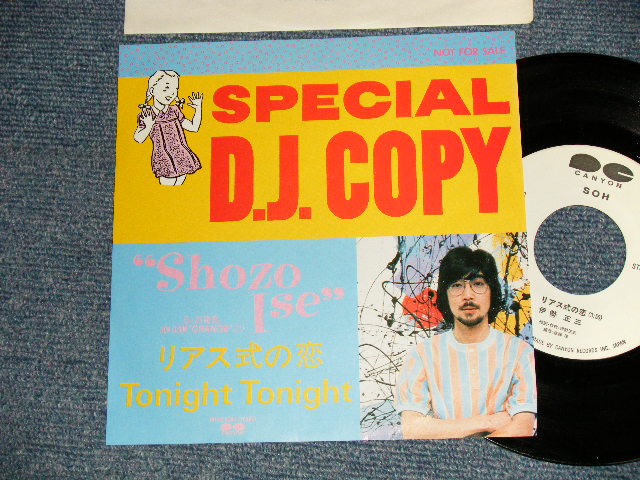 NOT FOR SALE
SPECIAL
D.J. COPY
"Shozo
Ise"
リアス式の恋
Tonight Tonight
CANYON
SOH
リアス式の恋
伊勢 正三
MADE BY CANYON RECORDS INC. JAPAN